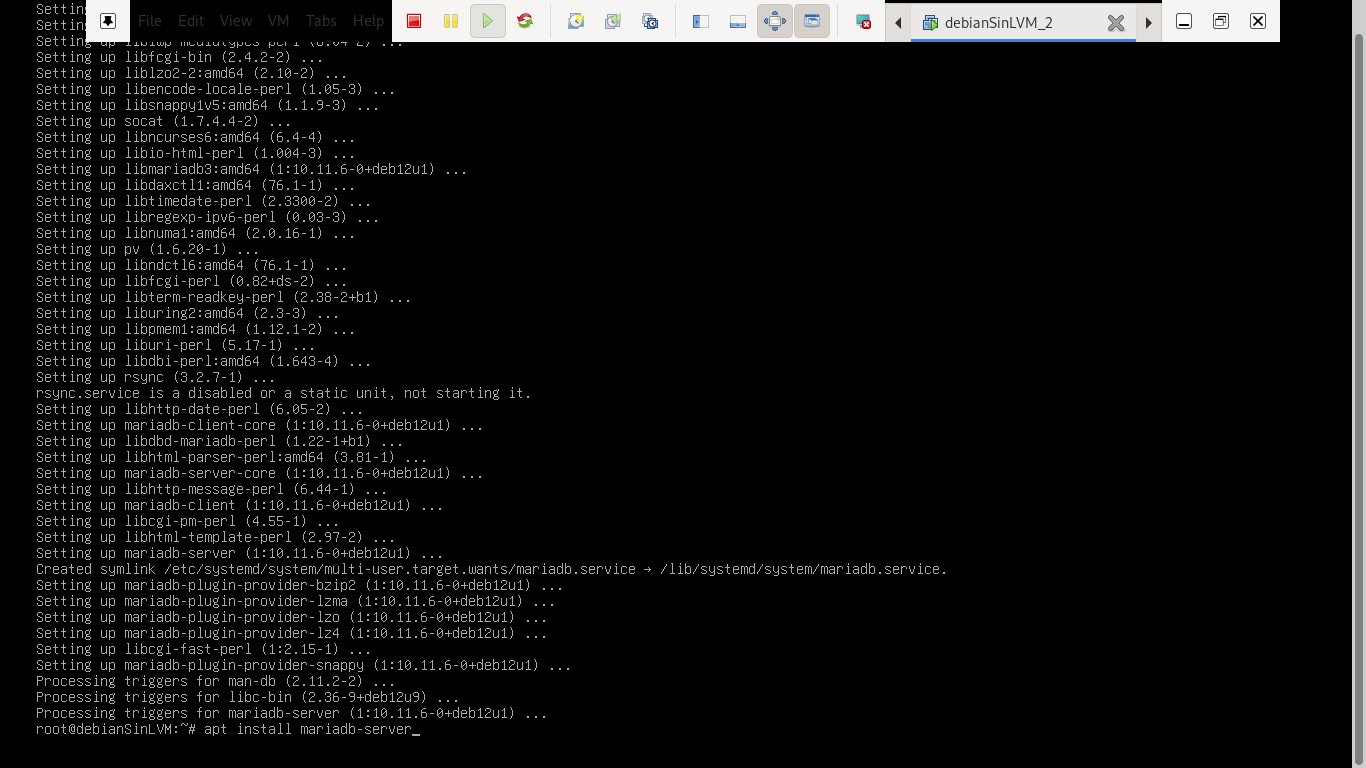 Setting
Setting
File Edit View VM Tabs Help
debianSinLVM_2
Setting up liblwp-mediatypes-perl (6.04-2) ...
Setting up libfcgi-bin (2.4.2-2) ...
Setting up liblzo2-2:amd64 (2.10-2) ...
Setting up libencode-locale-perl (1.05-3) ...
Setting up libsnappy1v5:amd64 (1.1.9-3) ...
Setting up socat (1.7.4.4-2) ...
Setting up libncurses6:amd64 (6.4-4) ...
Setting up libio-html-perl (1.004-3) ...
Setting up libmariadb3:amd64 (1:10.11.6-0+deb12u1) ...
Setting up libdaxctl1:amd64 (76.1-1) ...
Setting up libtimedate-perl (2.3300-2) ...
Setting up libregexp-ipv6-perl (0.03-3) ...
Setting up libnuma1:amd64 (2.0.16-1) ...
Setting up pv (1.6.20-1) ...
Setting up libndctl6:amd64 (76.1-1) ...
Setting up libfcgi-perl (0.82+ds-2) ...
Setting up libterm-readkey-perl (2.38-2+b1) ...
Setting up liburing2:amd64 (2.3-3) ...
Setting up libpmem1:amd64 (1.12.1-2) ...
Setting up liburi-perl (5.17-1) ...
Setting up libdbi-perl:amd64 (1.643-4) ...
Setting up rsync (3.2.7-1) ...
rsync.service is a disabled or a static unit, not starting it.
Setting up libhttp-date-perl (6.05-2) ...
Setting up mariadb-client-core (1:10.11.6-0+deb12u1) ...
Setting up libdbd-mariadb-perl (1.22-1+b1) ...
Setting up libhtml-parser-perl:amd64 (3.81-1) ...
Setting up mariadb-server-core (1:10.11.6-0+deb12u1) ...
Setting up libhttp-message-perl (6.44-1) ...
Setting up mariadb-client (1:10.11.6-0+deb12u1) ...
Setting up libcgi-pm-perl (4.55-1) ...
Setting up libhtml-template-perl (2.97-2) ...
Setting up mariadb-server (1:10.11.6-0+deb12u1) ...
Created symlink /etc/systemd/system/multi-user.target.wants/mariadb.service → /lib/systemd/system/mariadb.service.
Setting up mariadb-plugin-provider-bzip2 (1:10.11.6-0+deb12u1) ...
Setting up mariadb-plugin-provider-lzma (1:10.11.6-0+deb12u1) ...
Setting up mariadb-plugin-provider-lzo (1:10.11.6-0+deb12u1) ...
Setting up mariadb-plugin-provider-lz4 (1:10.11.6-0+deb12u1) ...
Setting up libcgi-fast-perl (1:2.15-1) ...
Setting up mariadb-plugin-provider-snappy (1:10.11.6-0+deb12u1) ...
Processing triggers for man-db (2.11.2-2) ...
Processing triggers for libc-bin (2.36-9+deb12u9) ...
Processing triggers for mariadb-server (1:10.11.6-0+deb12u1) ...
root@debianSinLVM:~# apt install mariadb-server_